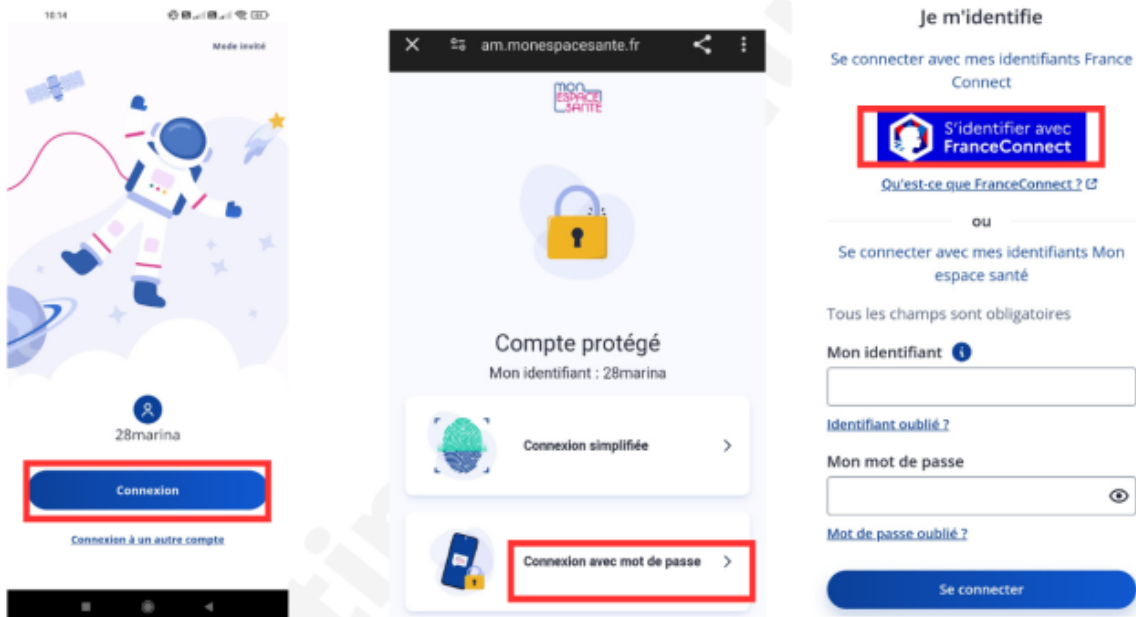 10:14
Mode invité
28marina
Connexion
Connexion à un autre compte
am.monespacesante.fr
mon
ESPACE
SANTÉ
Compte protégé
Mon identifiant : 28marina
Connexion simplifiée
Connexion avec mot de passe
Je m'identifie
Se connecter avec mes identifiants France
Connect
S'identifier avec
FranceConnect
Qu'est-ce que FranceConnect ?
ou
Se connecter avec mes identifiants Mon
espace santé
Tous les champs sont obligatoires
Mon identifiant
Identifiant oublié ?
Mon mot de passe
Mot de passe oublié ?
Se connecter